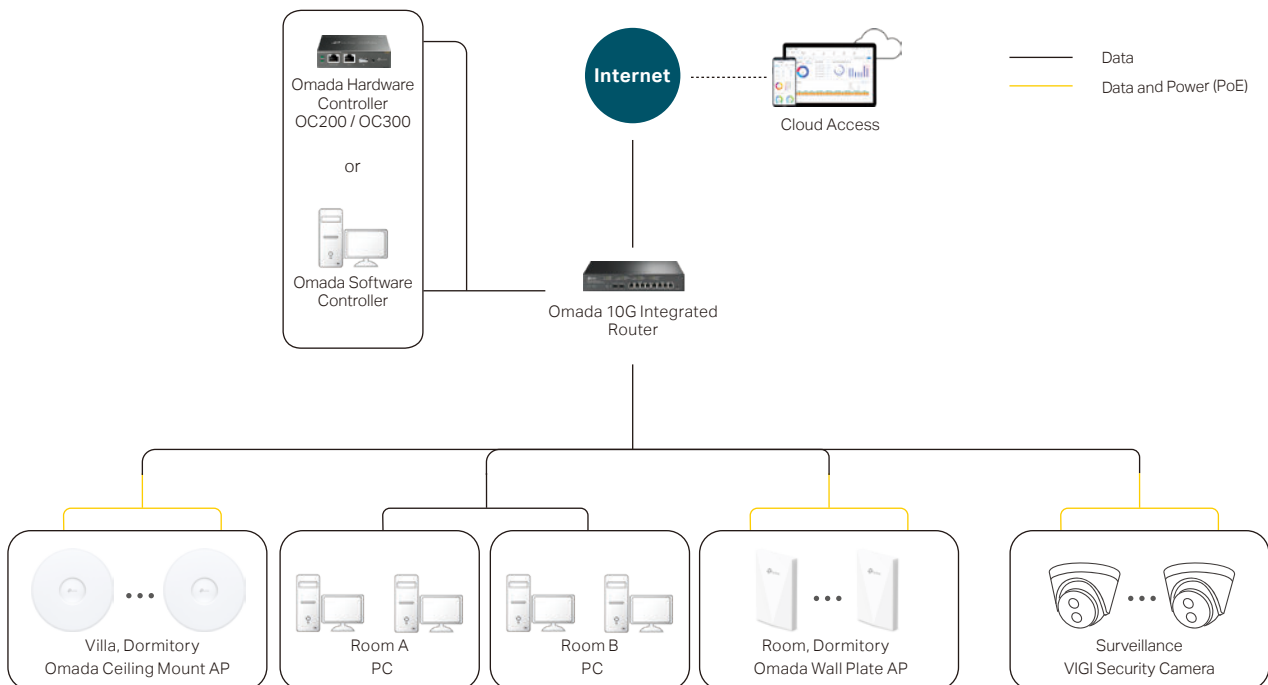 Omada Hardware
Controller
OC200 / OC300
or
Omada Software
Controller
Internet
Cloud Access
Data
Data and Power (PoE)
Omada 10G Integrated
Router
Villa, Dormitory
Omada Ceiling Mount AP
Room A
PC
Room B
PC
Room, Dormitory
Omada Wall Plate AP
Surveillance
VIGI Security Camera